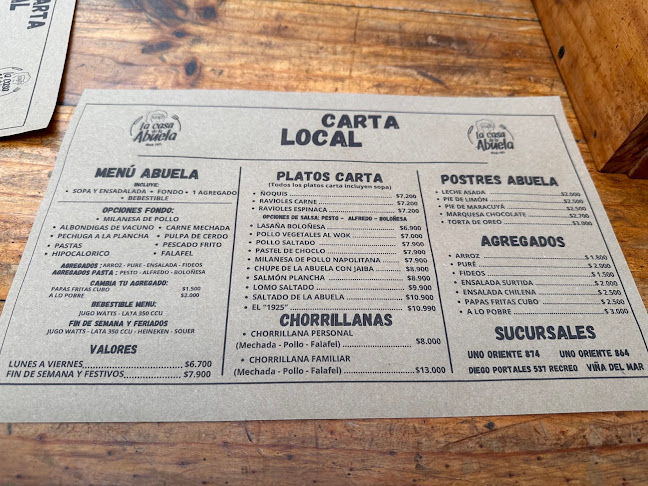 CARTA
LOCAL
la casa
de la
Abuela
la casa
de la
Abuela
CARTA
LOCAL
MENÚ ABUELA
INCLUYE:
• SOPA Y ENSADALADA • FONDO • 1 AGREGADO
• BEBESTIBLE
OPCIONES FONDO:
• MILANESA DE POLLO
• ALBONDIGAS DE VACUNO • CARNE MECHADA
• PECHUGA A LA PLANCHA • PULPA DE CERDO
• PASTAS • PESCADO FRITO
• HIPOCALORICO • FALAFEL
AGREGADOS : ARROZ - PURE - ENSALADA - FIDEOS
AGREGADOS PASTA : PESTO - ALFREDO - BOLOÑESA
CAMBIA TU AGREGADO:
PAPAS FRITAS CUBO $1.500
A LO POBRE $2.000
BEBESTIBLE MENU:
JUGO WATTS - LATA 350 CCU
FIN DE SEMANA Y FERIADOS
JUGO WATTS - LATA 350 CCU - HEINEKEN - SOUER
VALORES
LUNES A VIERNES........................$6.700
FIN DE SEMANA Y FESTIVOS...............$7.900
PLATOS CARTA
(Todos los platos carta incluyen sopa)
• ÑOQUIS ........................ $7.200
• RAVIOLES CARNE ........................ $7.200
• RAVIOLES ESPINACA ........................ $7.200
OPCIONES DE SALSA: PESTO - ALFREDO - BOLOÑESA
• LASAÑA BOLOÑESA ........................ $6.900
• POLLO VEGETALES AL WOK ........................ $7.000
• POLLO SALTADO ........................ $7.900
• PASTEL DE CHOCLO ........................ $7.900
• MILANESA DE POLLO NAPOLITANA ........................ $7.900
• CHUPE DE LA ABUELA CON JAIBA ........................ $8.900
• SALMÓN PLANCHA ........................ $8.900
• LOMO SALTADO ........................ $9.900
• SALTADO DE LA ABUELA ........................ $10.900
• EL "1925" ........................ $10.990
CHORRILLANAS
• CHORRILLANA PERSONAL
(Mechada - Pollo - Falafel) ........................ $8.000
• CHORRILLANA FAMILIAR
(Mechada - Pollo - Falafel) ........................ $13.000
POSTRES ABUELA
• LECHE ASADA ........................ $2.000
• PIE DE LIMÓN ........................ $2.500
• PIE DE MARACUYÁ ........................ $2.500
• MARQUESA CHOCOLATE ........................ $2.700
• TORTA DE OREO ........................ $3.000
AGREGADOS
• ARROZ ........................ $ 1.800
• PURÉ ........................ $ 2.000
• FIDEOS ........................ $ 1.500
• ENSALADA SURTIDA ........................ $ 2.000
• ENSALADA CHILENA ........................ $ 2.500
• PAPAS FRITAS CUBO ........................ $ 2.500
• A LO POBRE ........................ $ 3.000
SUCURSALES
UNO ORIENTE 874 UNO ORIENTE 864
DIEGO PORTALES 537 RECREO VIÑA DEL MAR